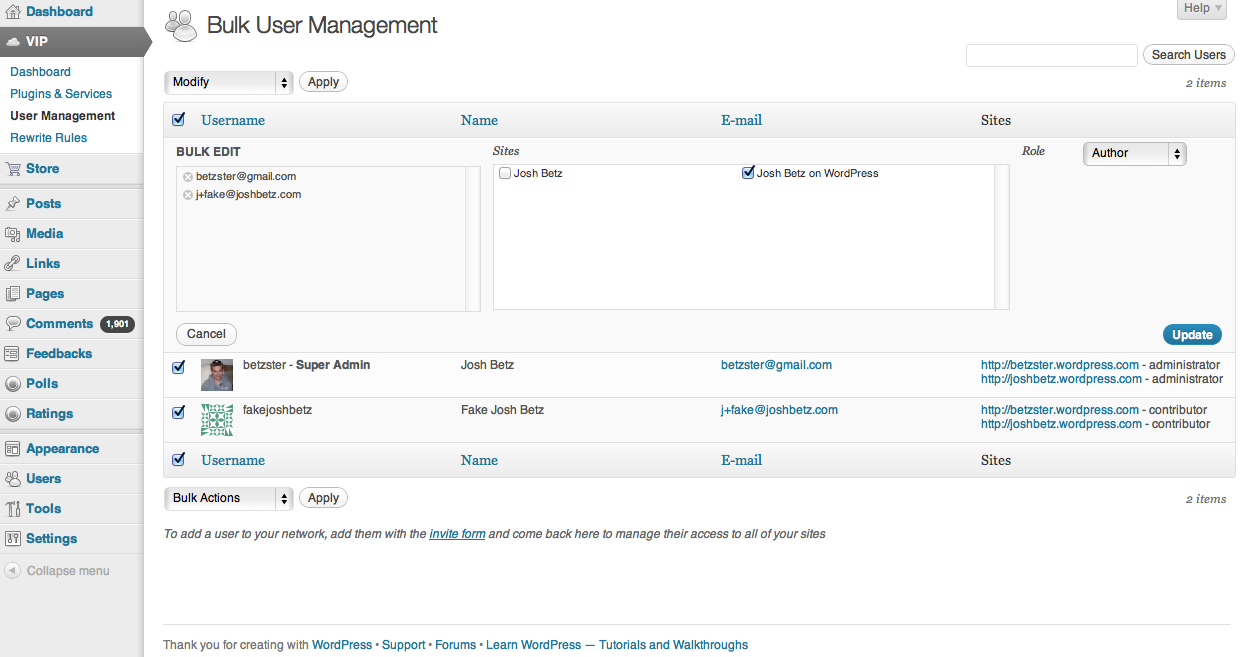 Dashboard
VIP
Dashboard
Plugins & Services
User Management
Rewrite Rules
Store
Posts
Media
Links
Pages
Comments 1,901
Feedbacks
Polls
Ratings
Appearance
Users
Tools
Settings
Collapse menu
Help
Bulk User Management
Search Users
Modify Apply
2 items
Username Name E-mail Sites
BULK EDIT Sites Role Author
betzster@gmail.com
j+fake@joshbetz.com
Josh Betz Josh Betz on WordPress
Cancel Update
betzster - Super Admin Josh Betz betzster@gmail.com http://betzster.wordpress.com - administrator
http://joshbetz.wordpress.com - administrator
fakejoshbetz Fake Josh Betz j+fake@joshbetz.com http://betzster.wordpress.com - contributor
http://joshbetz.wordpress.com - contributor
Username Name E-mail Sites
Bulk Actions Apply 2 items
To add a user to your network, add them with the invite form and come back here to manage their access to all of your sites
Thank you for creating with WordPress • Support • Forums • Learn WordPress — Tutorials and Walkthroughs